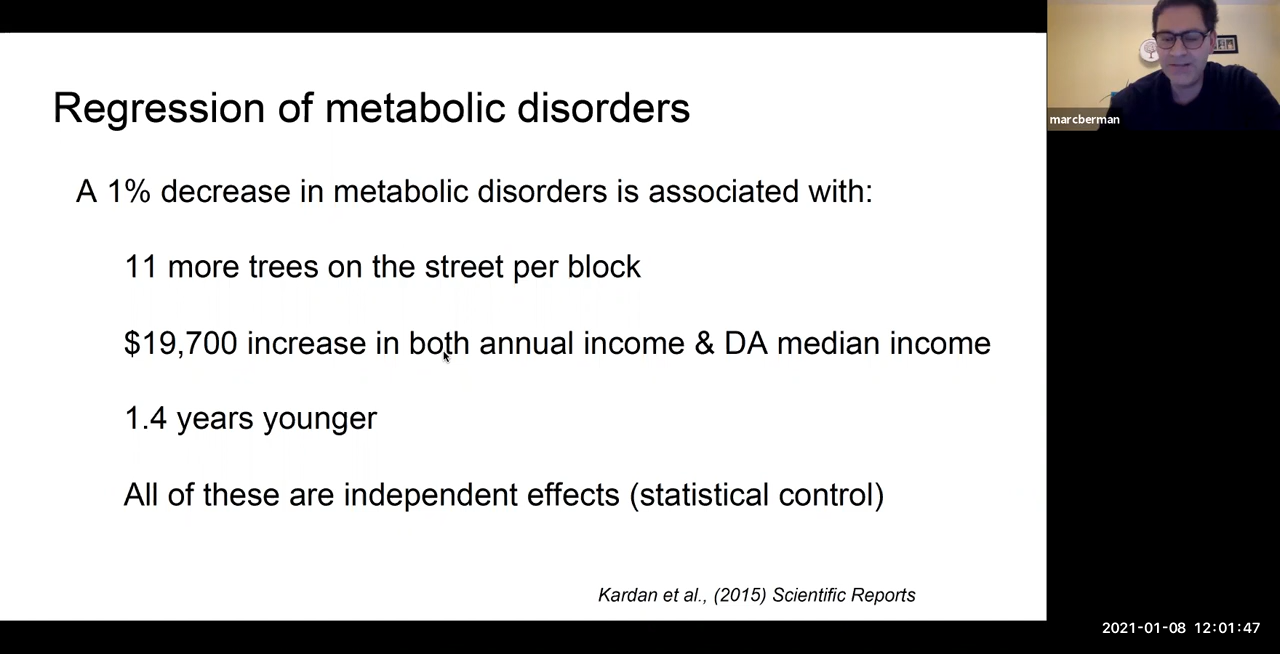 Regression of metabolic disorders
A 1% decrease in metabolic disorders is associated with:
11 more trees on the street per block
$19,700 increase in both annual income & DA median income
1.4 years younger
All of these are independent effects (statistical control)
Kardan et al., (2015) Scientific Reports
marcberman
2021-01-08 12:01:47